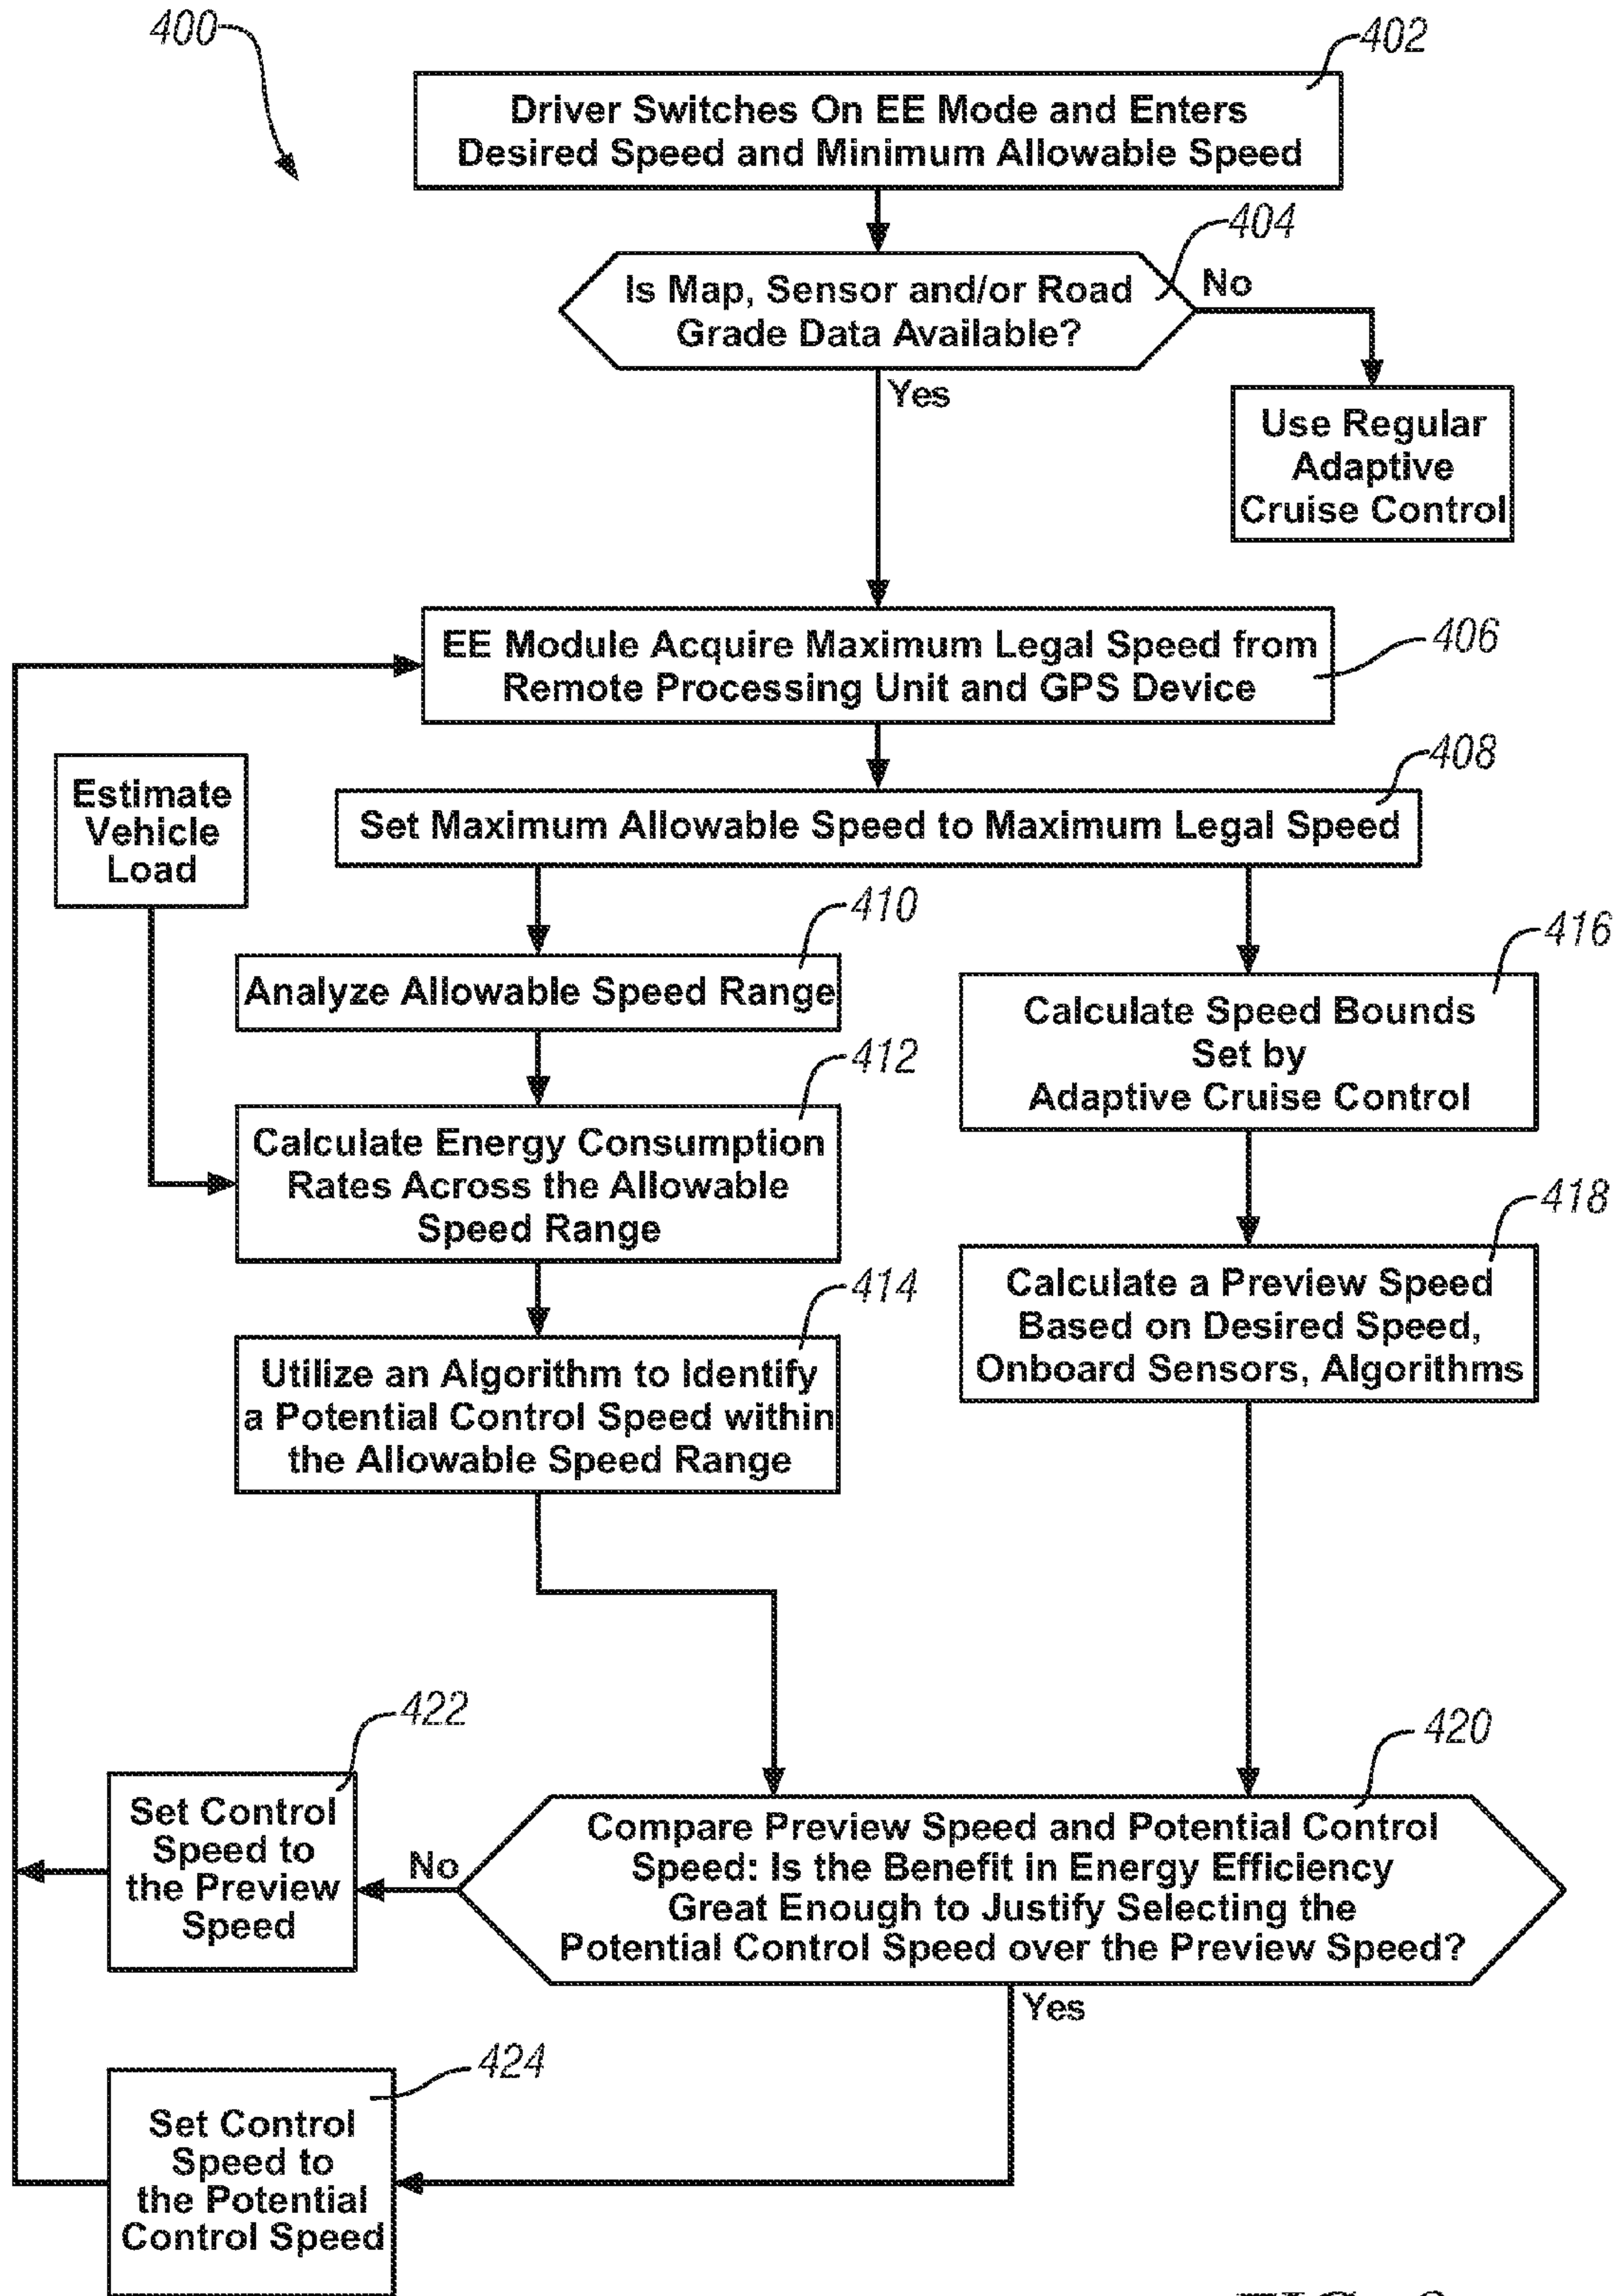 400
402
Driver Switches On EE Mode and Enters
Desired Speed and Minimum Allowable Speed
404
Is Map, Sensor and/or Road
Grade Data Available?
No
Yes
Use Regular
Adaptive
Cruise Control
EE Module Acquire Maximum Legal Speed from
Remote Processing Unit and GPS Device
406
408
Estimate
Vehicle
Load
Set Maximum Allowable Speed to Maximum Legal Speed
410
Analyze Allowable Speed Range
416
Calculate Speed Bounds
Set by
Adaptive Cruise Control
412
Calculate Energy Consumption
Rates Across the Allowable
Speed Range
418
Calculate a Preview Speed
Based on Desired Speed,
Onboard Sensors, Algorithms
414
Utilize an Algorithm to Identify
a Potential Control Speed within
the Allowable Speed Range
422
Set Control
Speed to
the Preview
Speed
No
420
Compare Preview Speed and Potential Control
Speed: Is the Benefit in Energy Efficiency
Great Enough to Justify Selecting the
Potential Control Speed over the Preview Speed?
Yes
424
Set Control
Speed to
the Potential
Control Speed